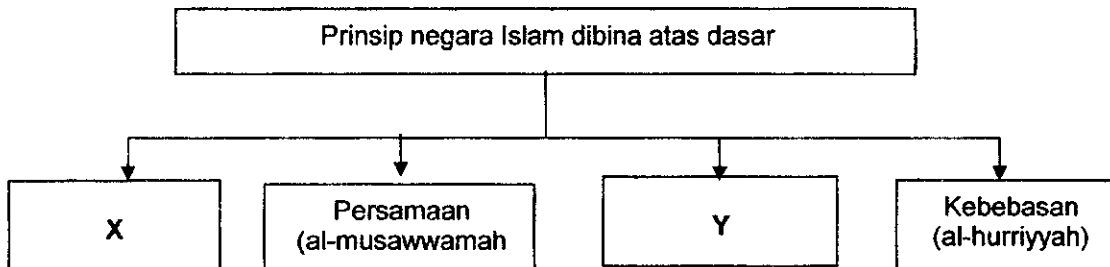 Prinsip negara Islam dibina atas dasar
X
Persamaan
(al-musawwamah
Y
Kebebasan
(al-hurriyyah)